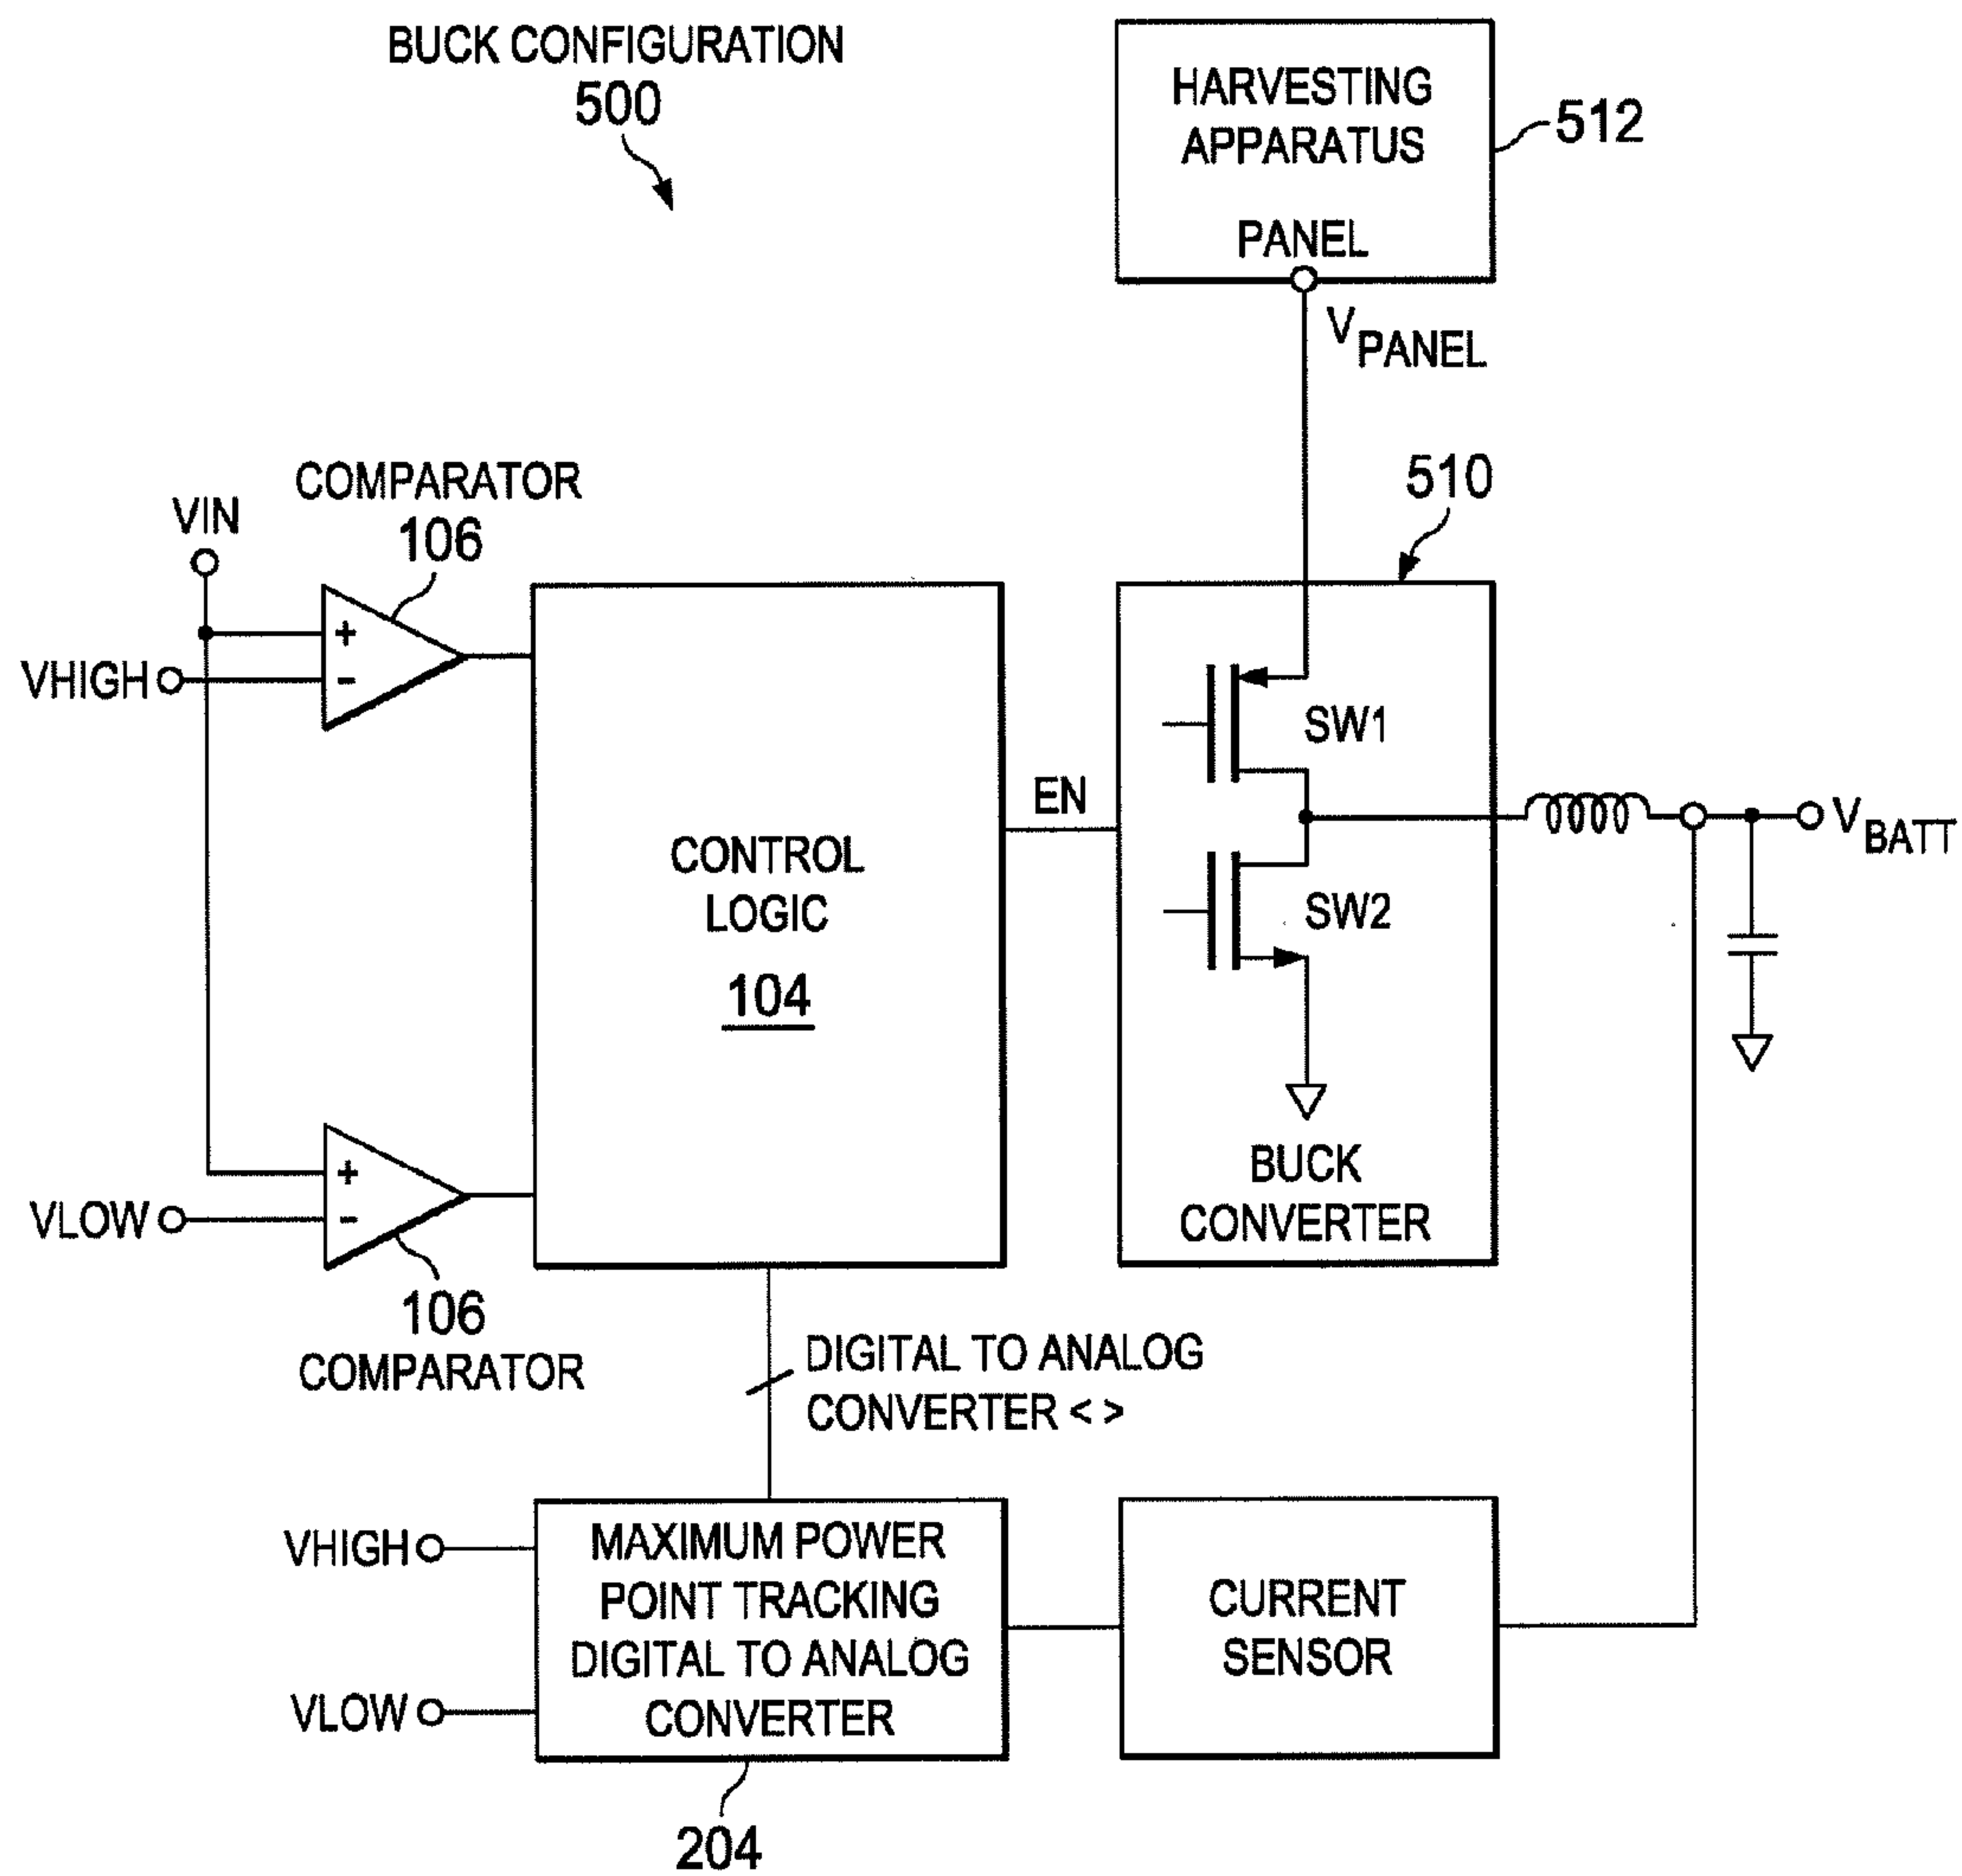 BUCK CONFIGURATION
500
HARVESTING
APPARATUS
512
PANEL
VPANEL
COMPARATOR
106
VIN
+
-
VHIGH
510
SW1
EN
CONTROL
LOGIC
104
SW2
VBATT
+
-
VLOW
BUCK
CONVERTER
106
COMPARATOR
DIGITAL TO ANALOG
CONVERTER < >
VHIGH
MAXIMUM POWER
POINT TRACKING
DIGITAL TO ANALOG
CONVERTER
VLOW
CURRENT
SENSOR
204